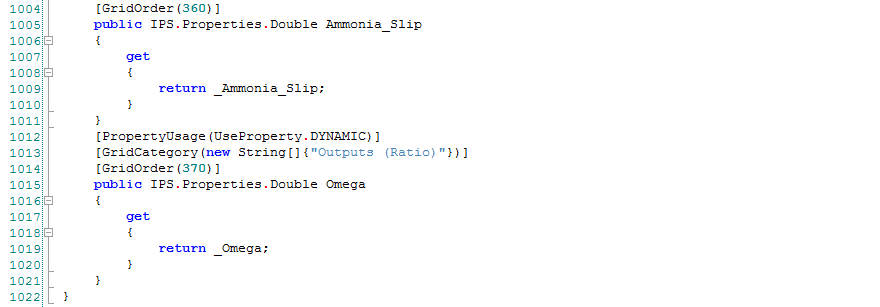 1004 [GridOrder(360)]
1005 public IPS.Properties.Double Ammonia_Slip
1006 {
1007 get
1008 {
1009 return _Ammonia_Slip;
1010 }
1011 }
1012 [PropertyUsage(UseProperty.DYNAMIC)]
1013 [GridCategory(new String[]{"Outputs (Ratio)"})]
1014 [GridOrder(370)]
1015 public IPS.Properties.Double Omega
1016 {
1017 get
1018 {
1019 return _Omega;
1020 }
1021 }
1022 }